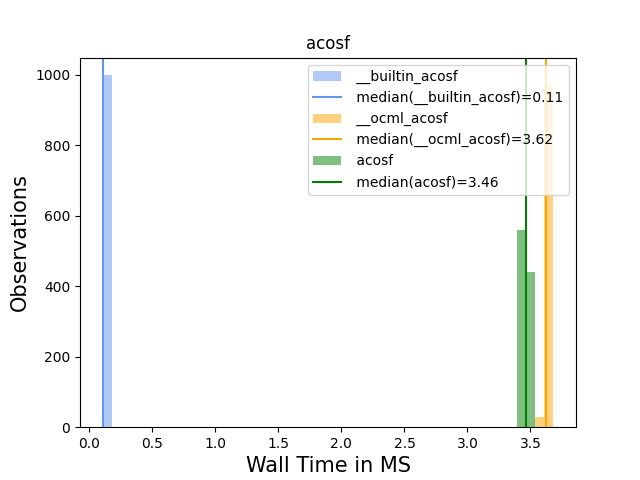 acosf
__builtin_acosf
median(__builtin_acosf)=0.11
__ocml_acosf
median(__ocml_acosf)=3.62
acosf
median(acosf)=3.46
Observations
1000
800
600
400
200
0
0.0 0.5 1.0 1.5 2.0 2.5 3.0 3.5
Wall Time in MS